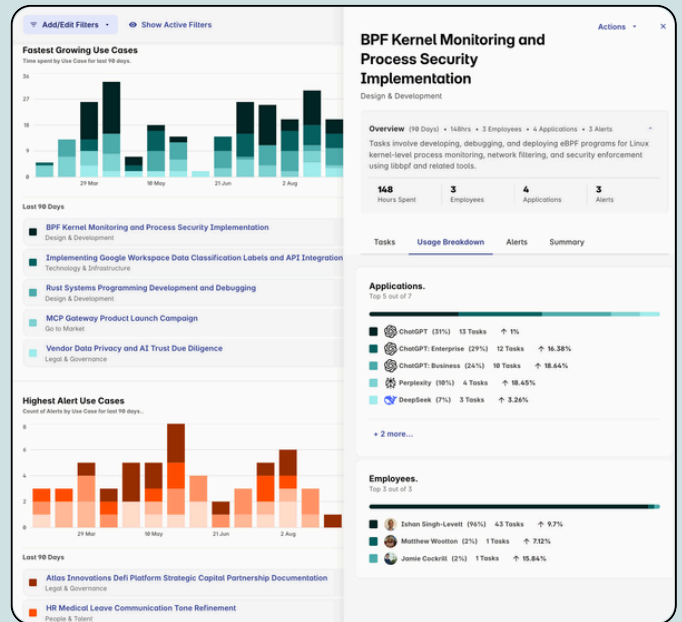 Add/Edit Filters
Show Active Filters
Fastest Growing Use Cases
Time spent by Use Case for last 90 days.
36
27
18
9
0
29 Mar
10 May
21 Jun
2 Aug
Last 90 Days
BPF Kernel Monitoring and Process Security Implementation
Design & Development
Implementing Google Workspace Data Classification Labels and API Integration
Technology & Infrastructure
Rust Systems Programming Development and Debugging
Design & Development
MCP Gateway Product Launch Campaign
Go to Market
Vendor Data Privacy and AI Trust Due Diligence
Legal & Governance
Highest Alert Use Cases
Count of Alerts by Use Case for last 90 days..
8
6
4
2
0
29 Mar
10 May
21 Jun
2 Aug
Last 90 Days
Atlas Innovations Defi Platform Strategic Capital Partnership Documentation
Legal & Governance
HR Medical Leave Communication Tone Refinement
People & Talent
Actions
BPF Kernel Monitoring and
Process Security
Implementation
Design & Development
Overview (90 Days) • 148hrs • 3 Employees • 4 Applications • 3 Alerts
Tasks involve developing, debugging, and deploying eBPF programs for Linux
kernel-level process monitoring, network filtering, and security enforcement
using libbpf and related tools.
148 3 4 3
Hours Spent Employees Applications Alerts
Tasks Usage Breakdown Alerts Summary
Applications.
Top 5 out of 7
ChatGPT (31%) 13 Tasks ↑ 1%
ChatGPT: Enterprise (29%) 12 Tasks ↑ 16.38%
ChatGPT: Business (24%) 10 Tasks ↑ 18.64%
Perplexity (10%) 4 Tasks ↑ 18.45%
DeepSeek (7%) 3 Tasks ↑ 3.26%
+ 2 more...
Employees.
Top 3 out of 3
Ishan Singh-Levett (96%) 43 Tasks ↑ 9.7%
Matthew Wootton (2%) 1 Tasks ↑ 7.12%
Jamie Cockrill (2%) 1 Tasks ↑ 15.84%